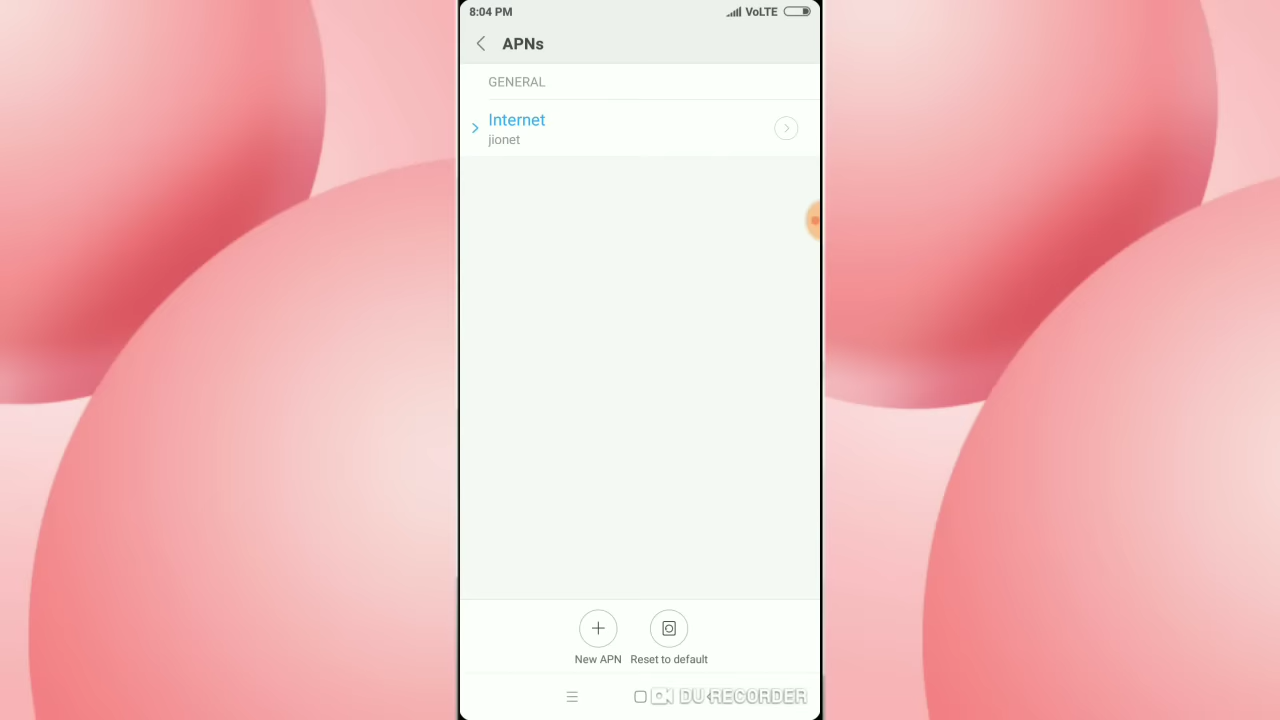 8:04 PM VoLTE
APNs
GENERAL
Internet
jionet
New APN Reset to default
DU RECORDER